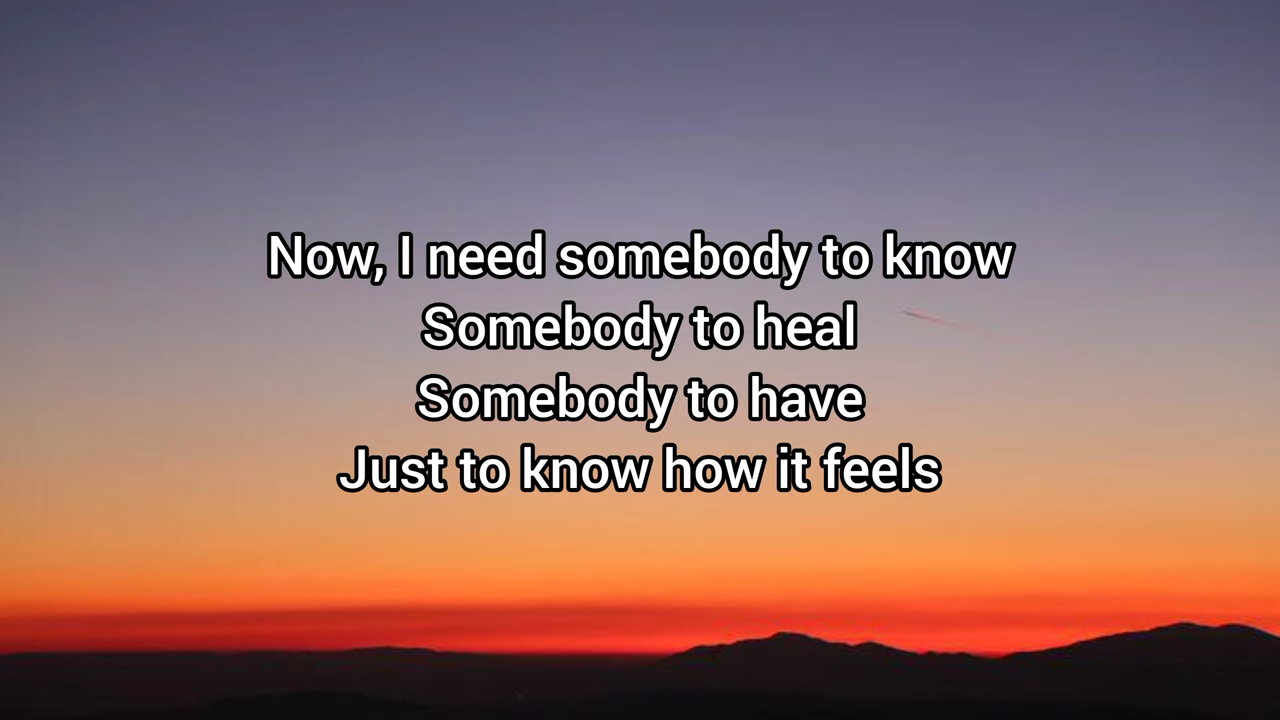 Now, I need somebody to know
Somebody to heal
Somebody to have
Just to know how it feels